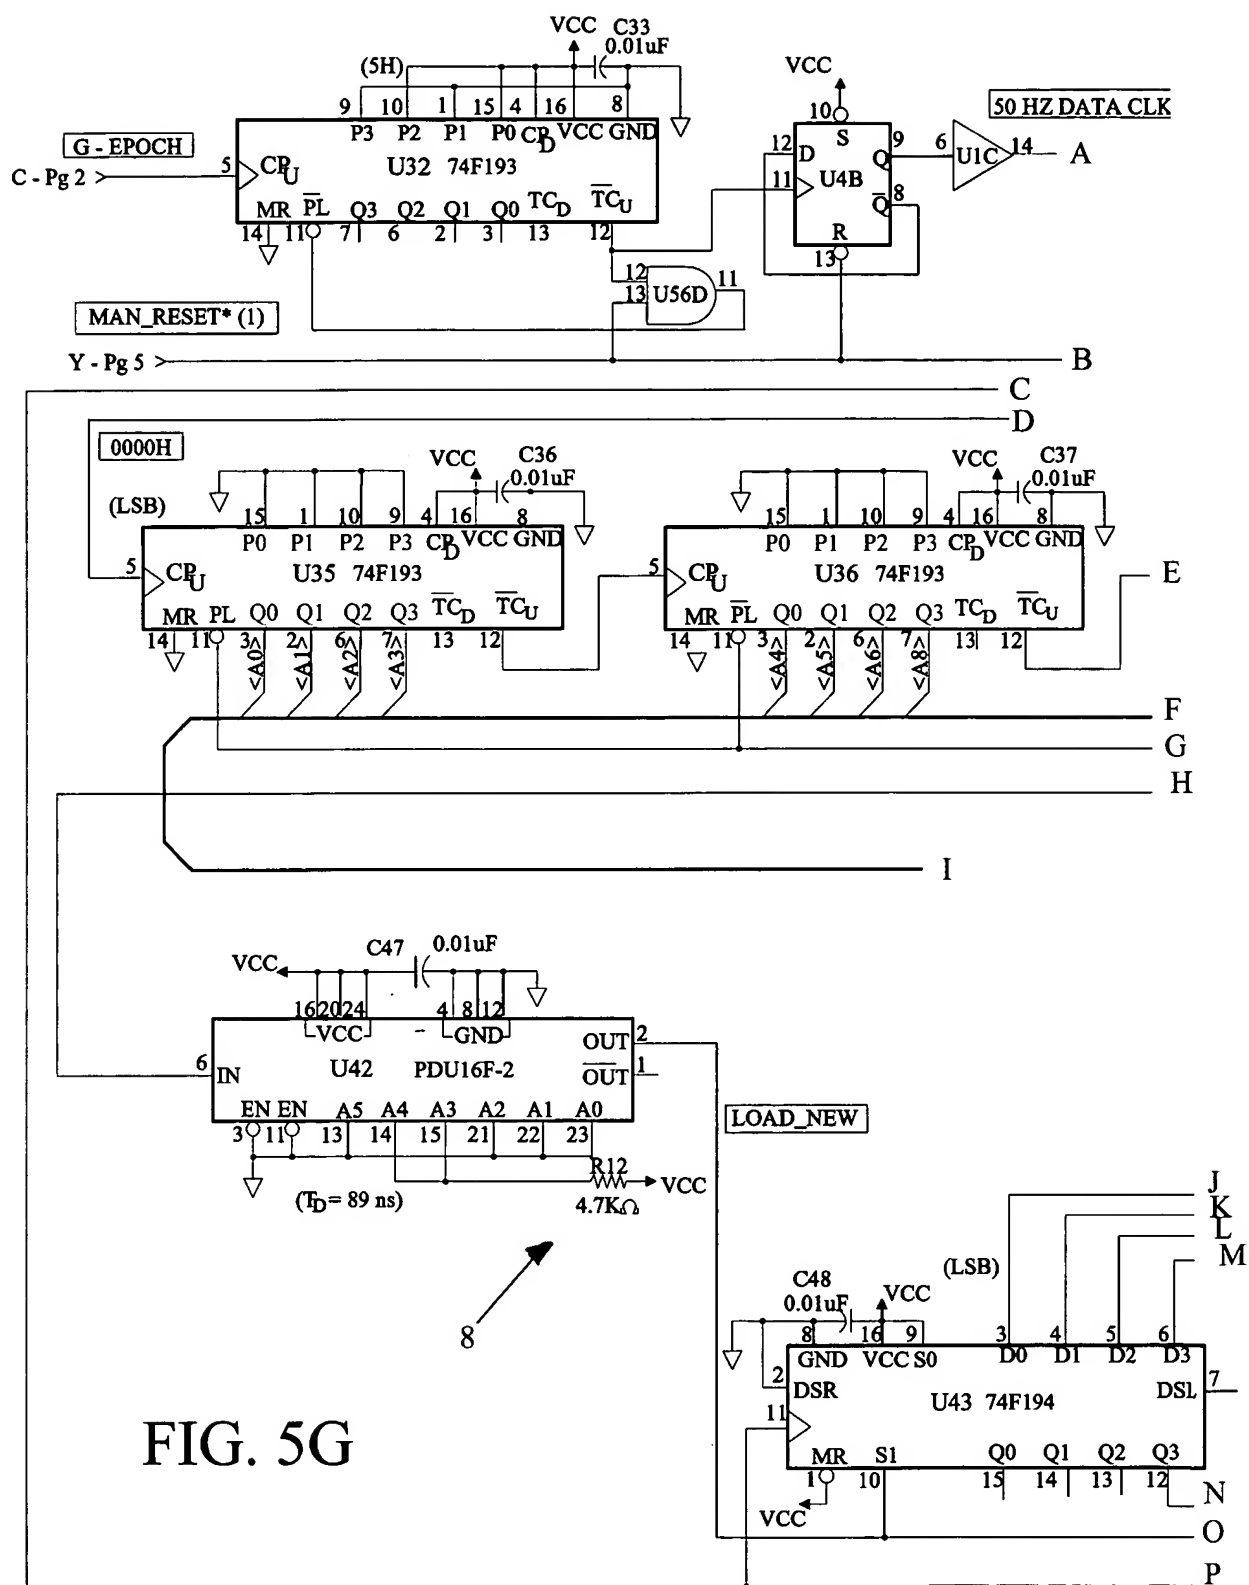 VCC C33
0.01uF
(5H)
9 10 1 15 4 16 8
P3 P2 P1 P0 CPD VCC GND
G - EPOCH
C - Pg 2
5 CPU
U32 74F193
MR PL Q3 Q2 Q1 Q0 TCD TCU
14 11 7 6 2 3 13 12
VCC
10
S
12 D
11
U4B
Q 9
Q 8
R
13
50 HZ DATA CLK
6 U1C 14 A
12
13
U56D
11
MAN_RESET* (1)
Y - Pg 5
B
C
D
0000H
(LSB)
VCC C36
0.01uF
15 1 10 9 4 16 8
P0 P1 P2 P3 CPD VCC GND
5 CPU
U35 74F193
MR PL Q0 Q1 Q2 Q3 TCD TCU
14 11 3 2 6 7 13 12
<A0> <A1> <A2> <A3>
VCC C37
0.01uF
15 1 10 9 4 16 8
P0 P1 P2 P3 CPD VCC GND
5 CPU
U36 74F193
E
MR PL Q0 Q1 Q2 Q3 TCD TCU
14 11 3 2 6 7 13 12
<A4> <A5> <A6> <A8>
F
G
H
I
C47 0.01uF
VCC
16 20 24 4 8 12
VCC GND
6 IN
U42 PDU16F-2
OUT 2
OUT 1
EN EN A5 A4 A3 A2 A1 A0
3 11 13 14 15 21 22 23
(TD = 89 ns)
R12
4.7KΩ
VCC
LOAD_NEW
8
J
K
L
M
(LSB)
C48
0.01uF
VCC
8 16 9 3 4 5 6
GND VCC S0 D0 D1 D2 D3
2 DSR
11
U43 74F194
DSL 7
MR S1 Q0 Q1 Q2 Q3
1 10 15 14 13 12
VCC
N
O
P
FIG. 5G